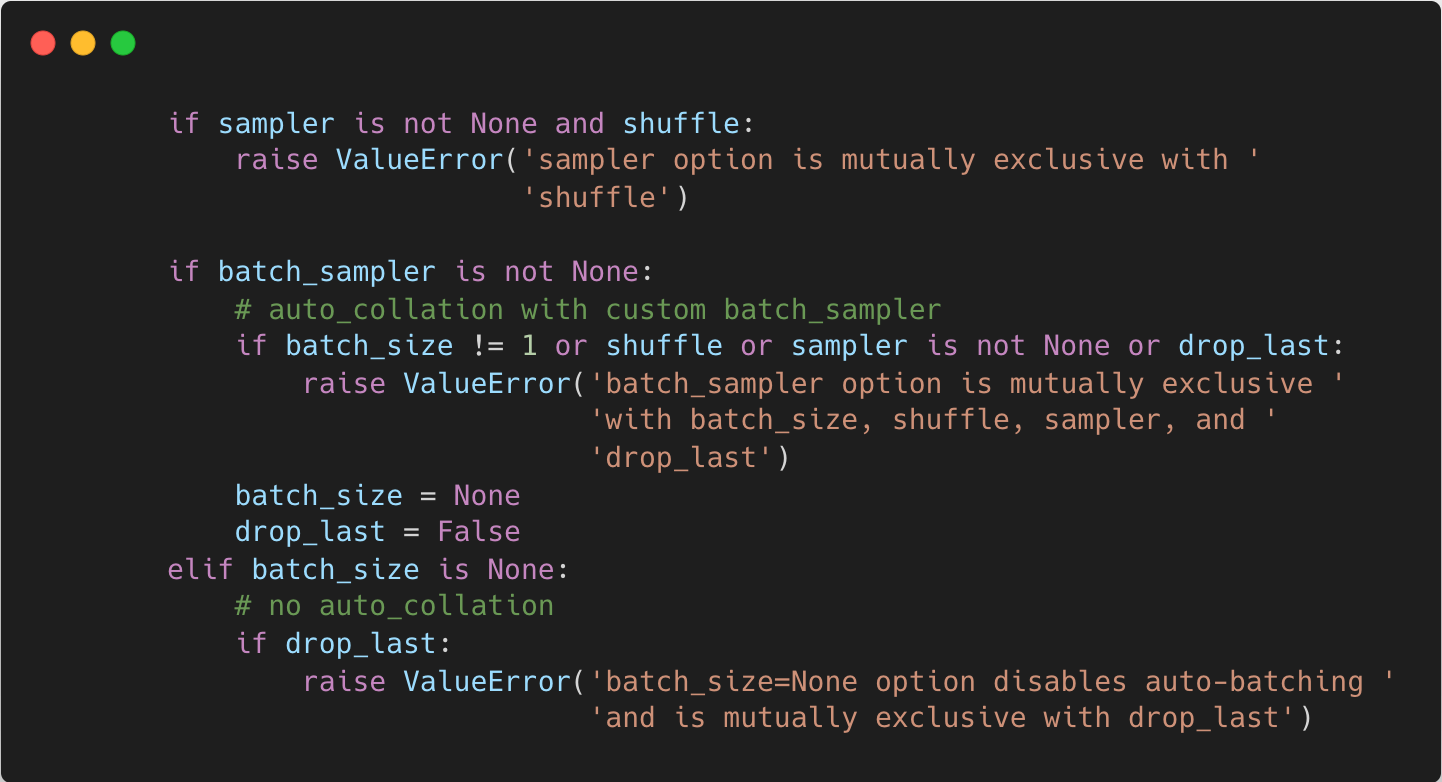 if sampler is not None and shuffle:
    raise ValueError('sampler option is mutually exclusive with '
                     'shuffle')

if batch_sampler is not None:
    # auto_collation with custom batch_sampler
    if batch_size != 1 or shuffle or sampler is not None or drop_last:
        raise ValueError('batch_sampler option is mutually exclusive '
                         'with batch_size, shuffle, sampler, and '
                         'drop_last')
    batch_size = None
    drop_last = False
elif batch_size is None:
    # no auto_collation
    if drop_last:
        raise ValueError('batch_size=None option disables auto-batching '
                         'and is mutually exclusive with drop_last')